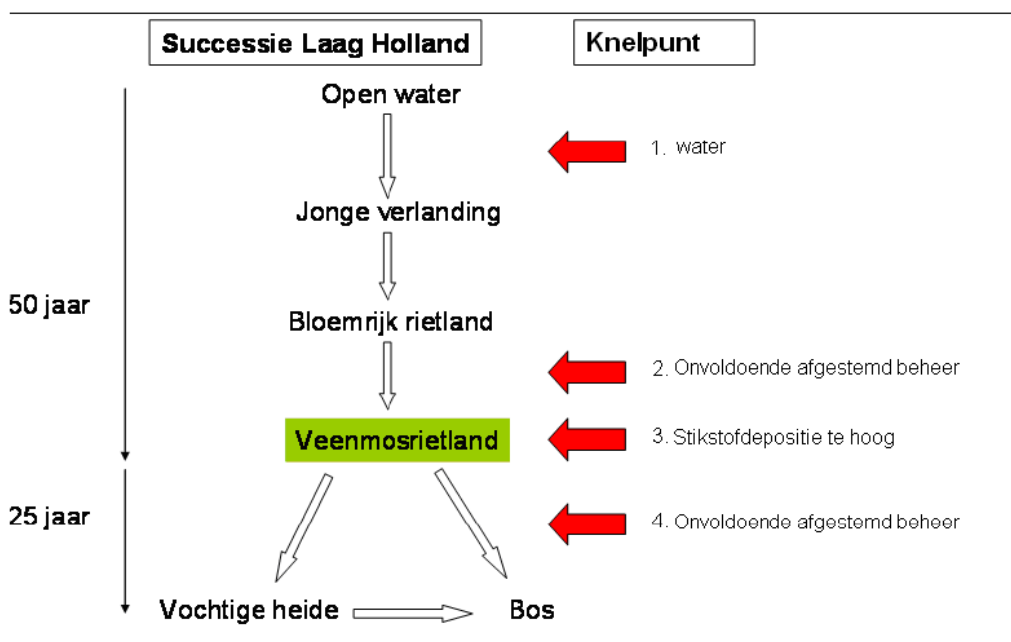 Successie Laag Holland
Knelpunt
Open water
1. water
Jonge verlanding
50 jaar
Bloemrijk rietland
2. Onvoldoende afgestemd beheer
Veenmosrietland
3. Stikstofdepositie te hoog
25 jaar
4. Onvoldoende afgestemd beheer
Vochtige heide
Bos